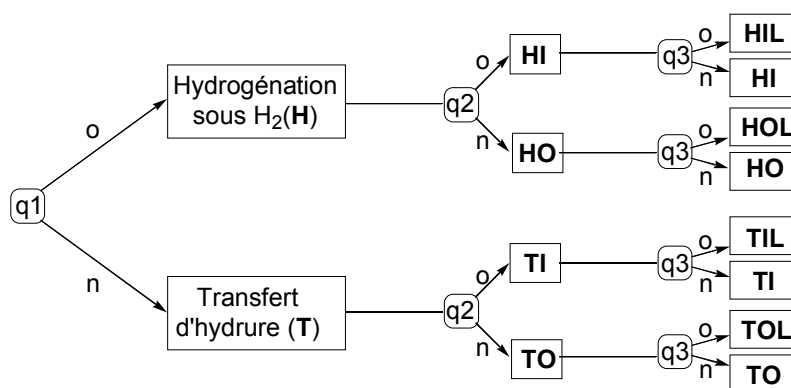 q1
o
n
Hydrogénation
sous H₂(H)
q2
o
n
HI
HO
q3
o
n
HIL
HI
q3
o
n
HOL
HO
Transfert
d'hydrure (T)
q2
o
n
TI
TO
q3
o
n
TIL
TI
q3
o
n
TOL
TO